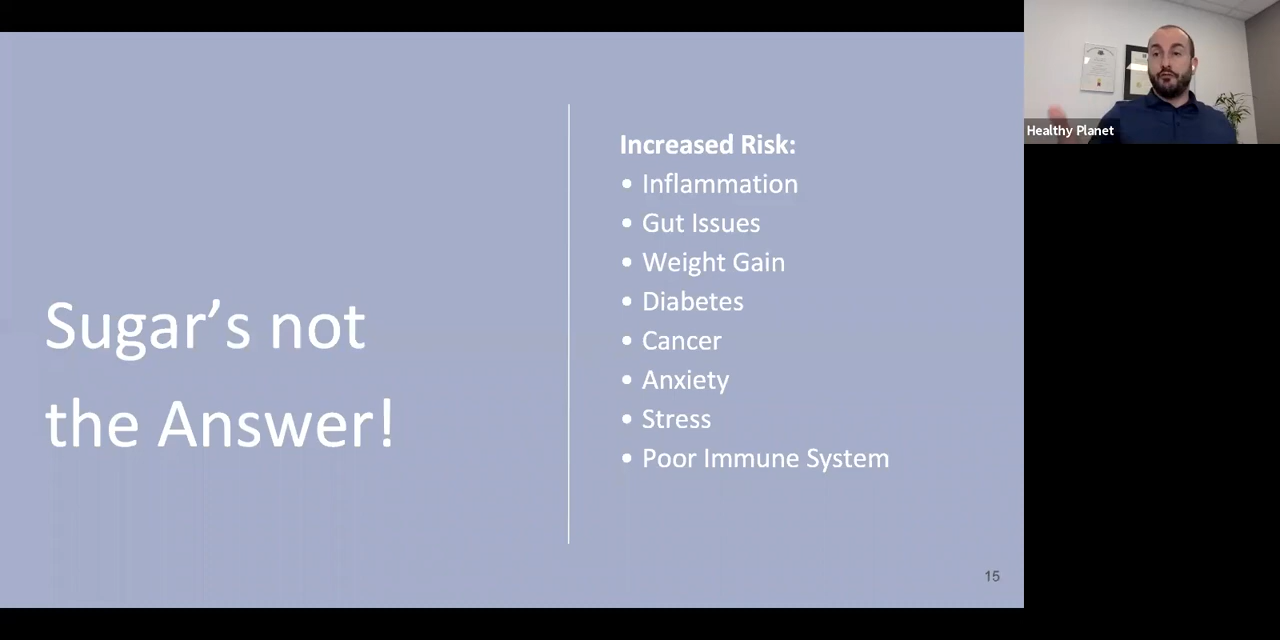 Sugar's not
the Answer!
Increased Risk:
• Inflammation
• Gut Issues
• Weight Gain
• Diabetes
• Cancer
• Anxiety
• Stress
• Poor Immune System
15
Healthy Planet